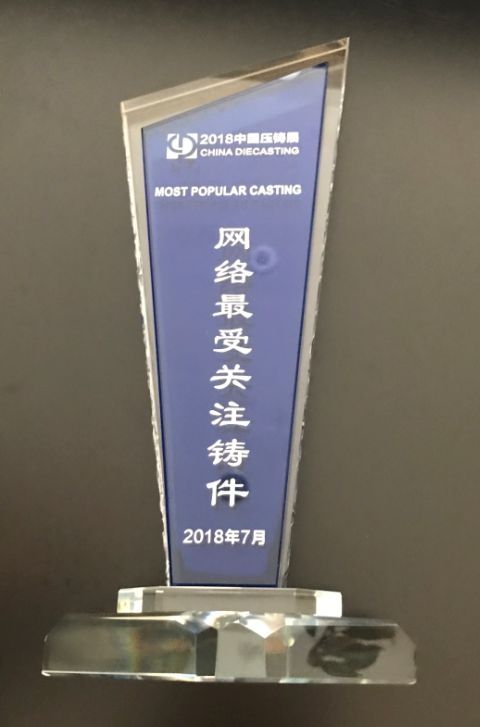 2018中国压铸展
CHINA DIECASTING
MOST POPULAR CASTING
网络最受关注铸件
2018年7月